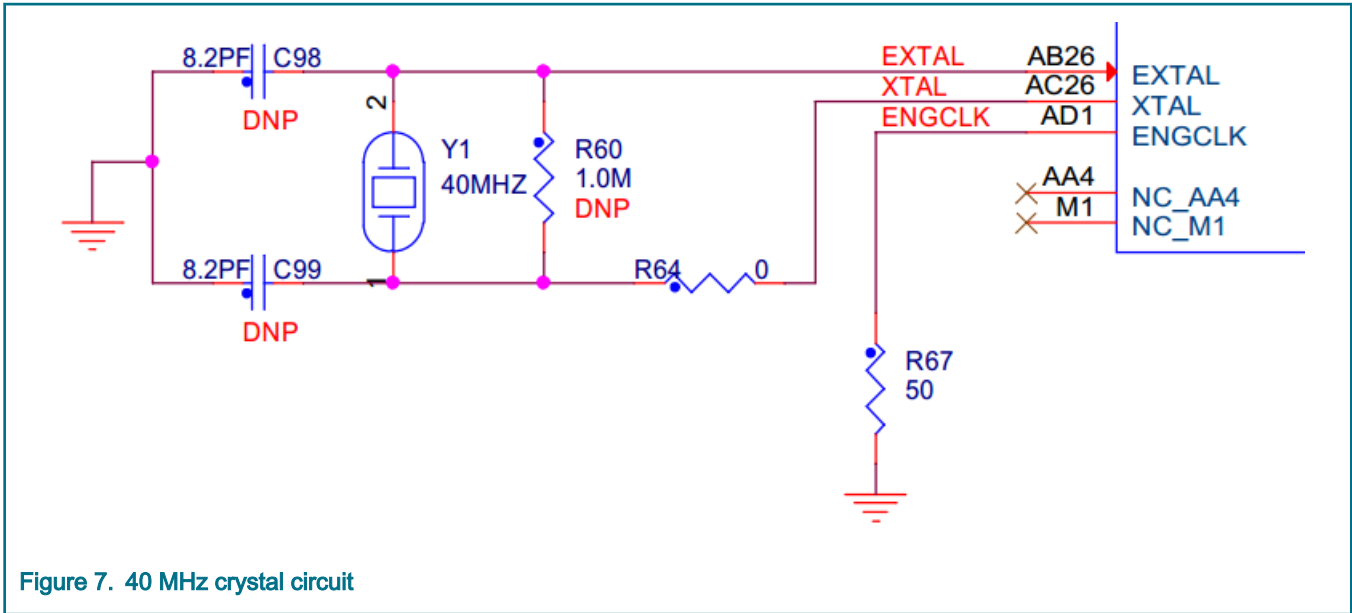 8.2PF C98
DNP
2
Y1
40MHZ
R60
1.0M
DNP
8.2PF C99
DNP
1
R64 0
EXTAL AB26 EXTAL
XTAL AC26 XTAL
ENGCLK AD1 ENGCLK
AA4 NC_AA4
M1 NC_M1
R67
50
Figure 7. 40 MHz crystal circuit